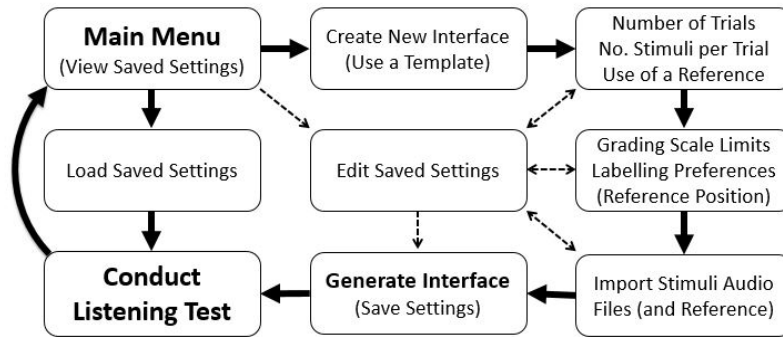 Main Menu
(View Saved Settings)
Create New Interface
(Use a Template)
Number of Trials
No. Stimuli per Trial
Use of a Reference
Load Saved Settings
Edit Saved Settings
Grading Scale Limits
Labelling Preferences
(Reference Position)
Conduct
Listening Test
Generate Interface
(Save Settings)
Import Stimuli Audio
Files (and Reference)